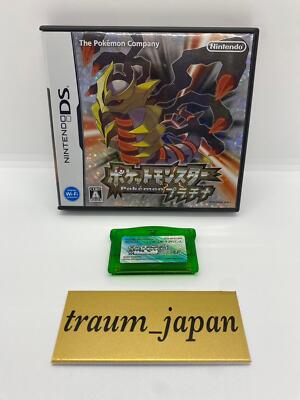 The Pokémon Company
Nintendo
NINTENDO DS
Wi-Fi
A
ポケットモンスター
Pokémon
プラチナ
traum_japan